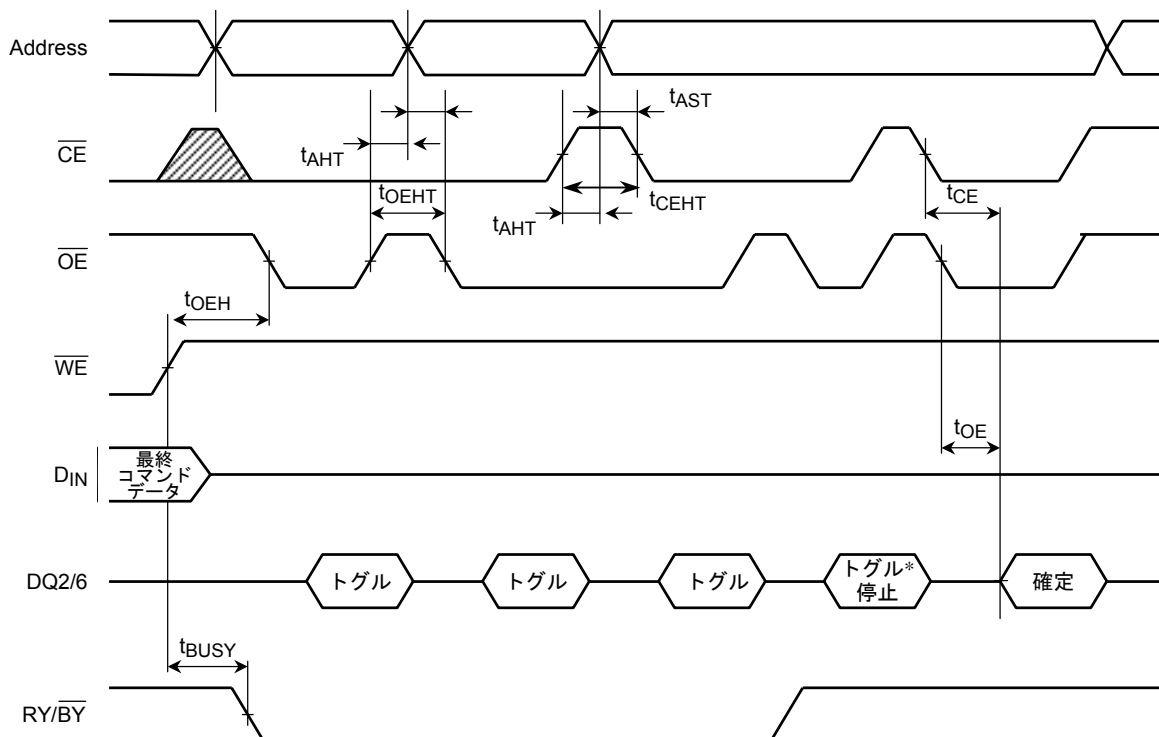 Address
tAST
CE
tAHT
tOEHT
tCEHT
tCE
tAHT
OE
tOEH
WE
tOE
DIN
最終
コマンド
データ
DQ2/6
トグル
トグル
トグル
トグル*
停止
確定
tBUSY
RY/BY